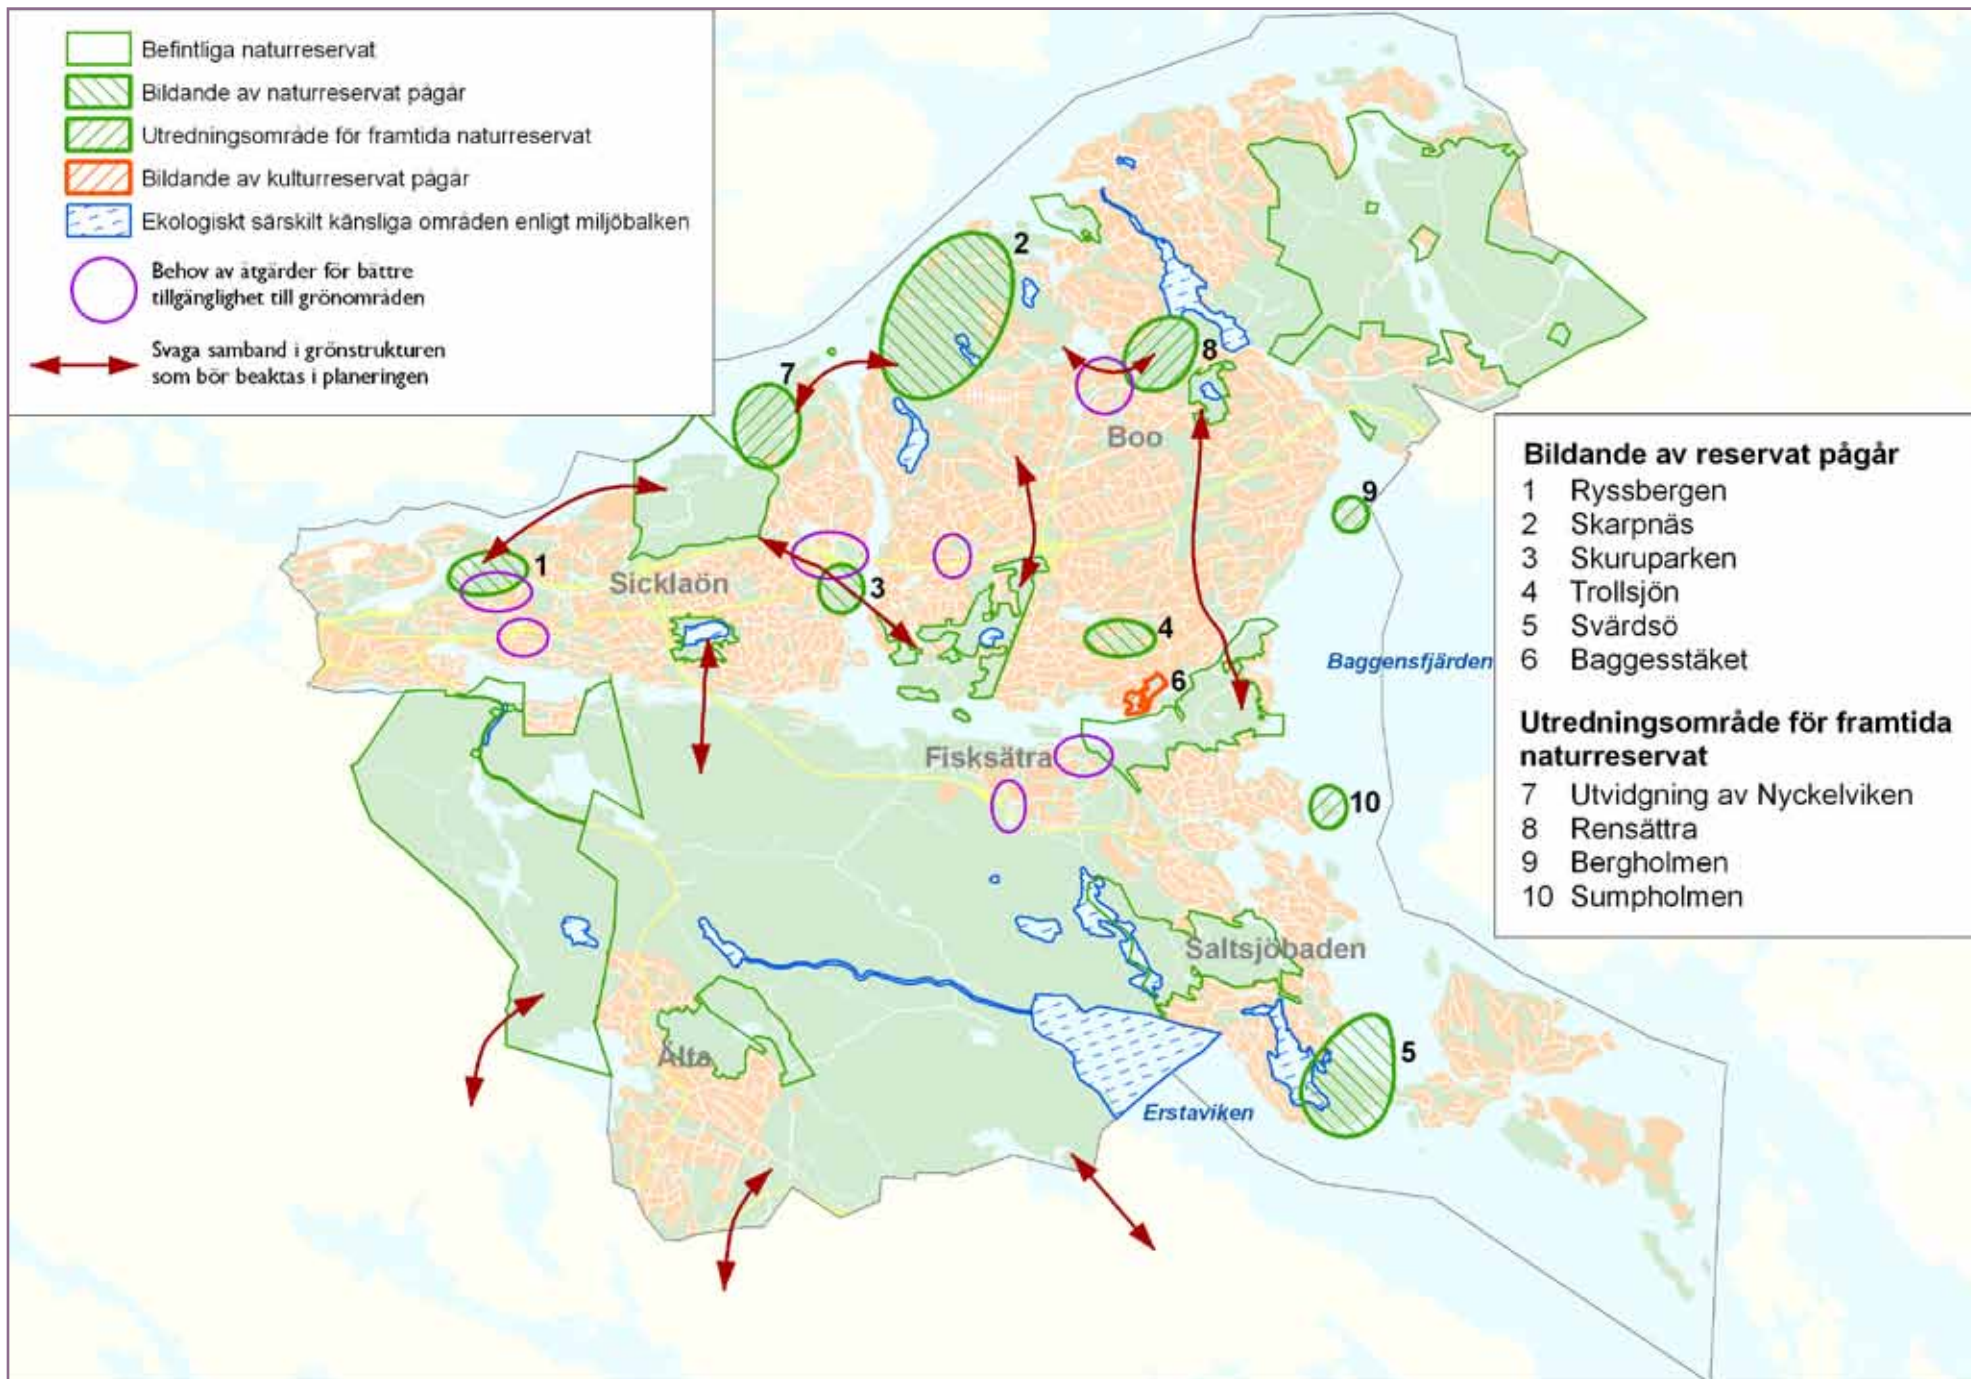 Befintliga naturreservat
Bildande av naturreservat pågår
Utredningsområde för framtida naturreservat
Bildande av kulturreservat pågår
Ekologiskt särskilt känsliga områden enligt miljöbalken
Behov av åtgärder för bättre
tillgänglighet till grönområden
Svaga samband i grönstrukturen
som bör beaktas i planeringen
2
7
8
Boo
9
1
Sicklaön
3
4
6
Baggensfjärden
Fisksätra
10
Saltsjöbaden
Älta
5
Erstaviken
Bildande av reservat pågår
1 Ryssbergen
2 Skarpnäs
3 Skuruparken
4 Trollsjön
5 Svärdsö
6 Baggesstäket
Utredningsområde för framtida
naturreservat
7 Utvidgning av Nyckelviken
8 Rensättra
9 Bergholmen
10 Sumpholmen